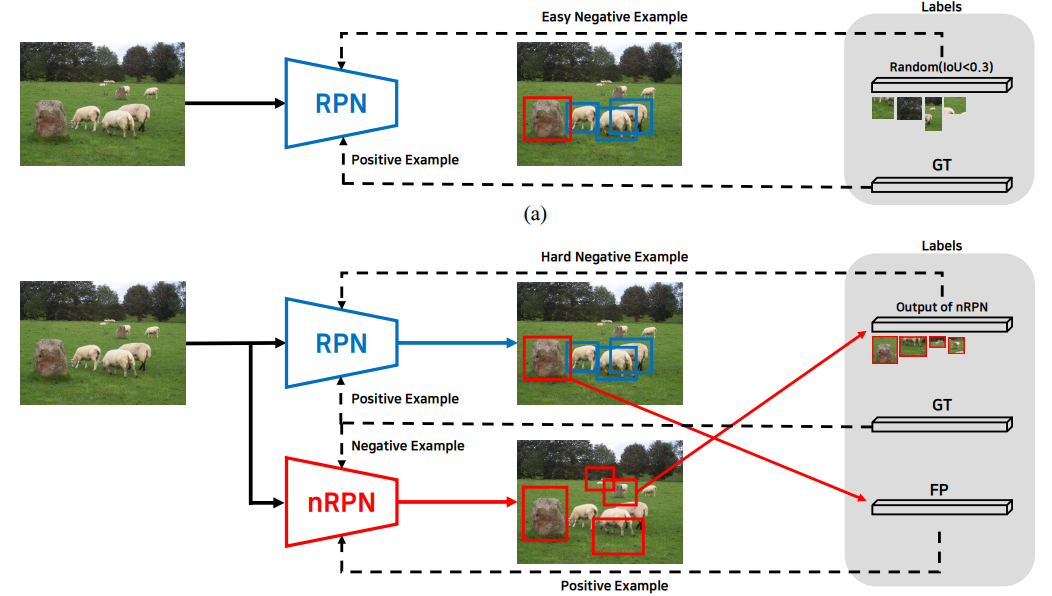 Easy Negative Example
Labels
Random(IoU<0.3)
RPN
Positive Example
GT
(a)
Hard Negative Example
Labels
Output of nRPN
RPN
Positive Example
GT
Negative Example
nRPN
FP
Positive Example